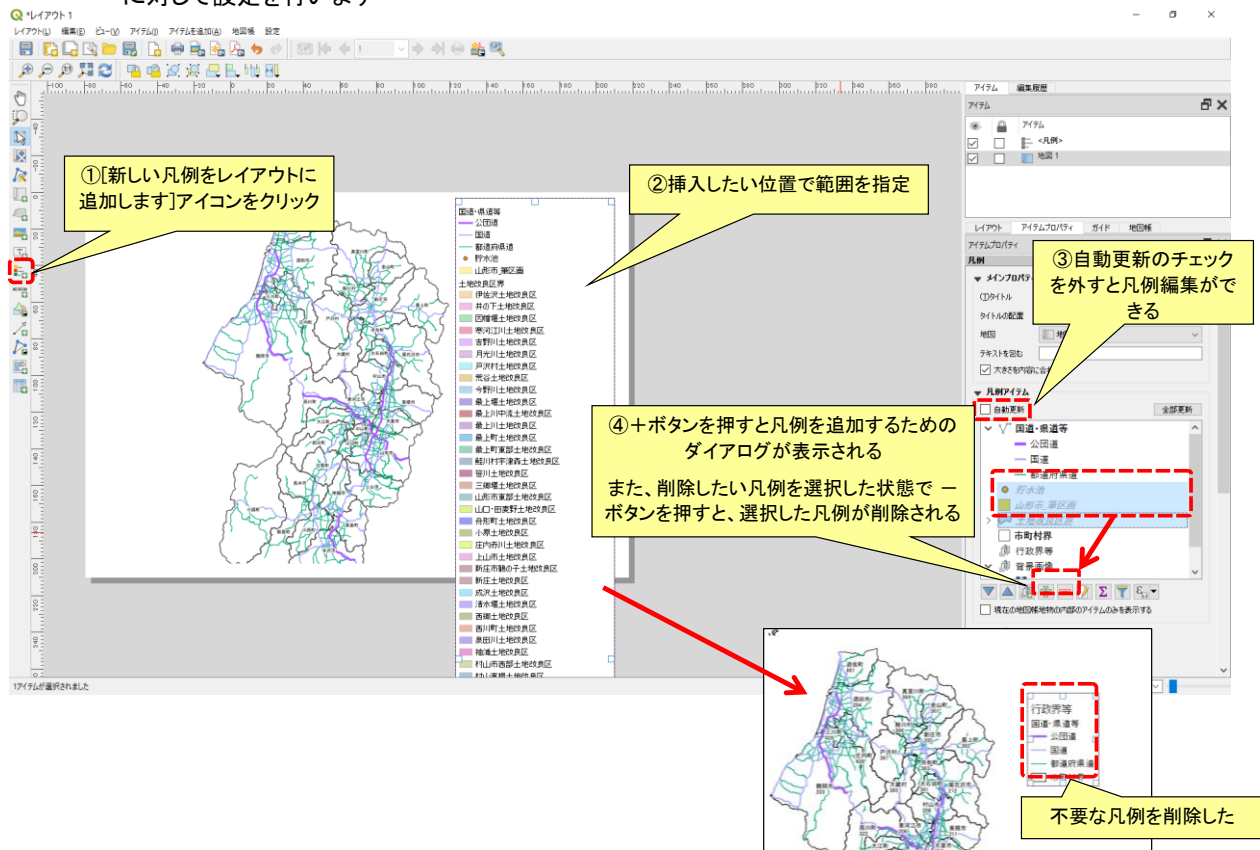 に対して設定を行います
*レイアウト 1
レイアウト(L) 編集(E) ビュー(V) アイテム(I) アイテムを追加(A) 地図帳 設定
①[新しい凡例をレイアウトに
追加します]アイコンをクリック
②挿入したい位置で範囲を指定
国道・県道等
公団道
国道
都道府県道
貯水池
山形市_筆区画
土地改良区界
伊佐沢土地改良区
井の下土地改良区
因幡堰土地改良区
寒河江川土地改良区
吉野川土地改良区
月光川土地改良区
戸沢村土地改良区
荒谷土地改良区
今野川土地改良区
最上堰土地改良区
最上川中流土地改良区
最上川土地改良区
最上町土地改良区
最上町東部土地改良区
鮭川村宇津森土地改良区
笹川土地改良区
三郷堰土地改良区
山形市東部土地改良区
山口・田麦野土地改良区
舟形町土地改良区
小原土地改良区
庄内赤川土地改良区
上山市土地改良区
新庄市鶴の子土地改良区
新庄土地改良区
成沢土地改良区
清水堰土地改良区
西郷土地改良区
西川町土地改良区
泉田川土地改良区
袖浦土地改良区
村山市西部土地改良区
アイテム 編集履歴
アイテム
アイテム
<凡例>
地図 1
レイアウト アイテムプロパティ ガイド 地図帳
アイテムプロパティ
凡例
メインプロパティ
(T)タイトル
タイトルの配置
地図
テキストを囲む
大きさを内容に合
③自動更新のチェック
を外すと凡例編集がで
きる
凡例アイテム
自動更新 全部更新
国道・県道等
公団道
国道
都道府県道
貯水池
山形市_筆区画
土地改良区界
市町村界
行政界等
背景画像
現在の地図帳地物の内部のアイテムのみを表示する
④+ボタンを押すと凡例を追加するための
ダイアログが表示される
また、削除したい凡例を選択した状態で －
ボタンを押すと、選択した凡例が削除される
1アイテムが選択されました
行政界等
国道・県道等
公団道
国道
都道府県道
不要な凡例を削除した